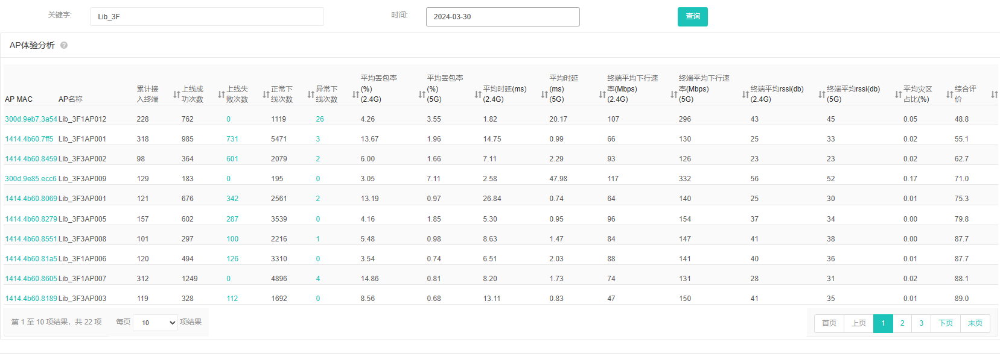 关键字: Lib_3F 时间: 2024-03-30 查询
AP体验分析 ?
AP MAC AP名称 累计接入终端 上线成功次数 上线失败次数 正常下线次数 异常下线次数 平均丢包率(%)(2.4G) 平均丢包率(%)(5G) 平均时延(ms)(2.4G) 平均时延(ms)(5G) 终端平均下行速率(Mbps)(2.4G) 终端平均下行速率(Mbps)(5G) 终端平均rssi(db)(2.4G) 终端平均rssi(db)(5G) 平均灾区占比(%) 综合评价
300d.9eb7.3a54 Lib_3F1AP012 228 762 0 1119 26 4.26 3.55 1.82 20.17 107 296 43 45 0.05 48.8
1414.4b60.7ff5 Lib_3F1AP001 318 985 731 5471 3 13.67 1.96 14.75 0.99 66 130 25 33 0.02 55.1
1414.4b60.8459 Lib_3F3AP002 98 364 601 2079 2 6.00 1.66 7.11 2.29 93 126 23 23 0.02 62.7
300d.9e85.ecc6 Lib_3F3AP009 129 183 0 195 0 3.05 7.11 2.58 47.98 117 332 56 52 0.17 71.0
1414.4b60.8069 Lib_3F3AP001 121 676 342 2561 2 13.19 0.97 26.84 0.74 64 140 25 30 0.01 75.3
1414.4b60.8279 Lib_3F3AP005 157 602 287 3539 0 4.16 1.85 5.30 0.95 96 154 37 34 0.00 79.8
1414.4b60.8551 Lib_3F3AP008 101 297 100 2216 1 5.48 0.98 8.63 1.47 84 147 41 38 0.00 87.7
1414.4b60.81a5 Lib_3F1AP006 120 494 126 3310 0 3.54 0.74 6.51 2.03 88 141 40 36 0.01 87.7
1414.4b60.8605 Lib_3F1AP007 312 1249 0 4896 4 14.86 0.81 8.20 1.73 74 131 28 31 0.02 88.1
1414.4b60.8189 Lib_3F3AP003 119 328 112 1692 0 8.56 0.68 13.11 0.83 47 150 41 35 0.01 89.0
第 1 至 10 项结果，共 22 项 每页 10 项结果 首页 上页 1 2 3 下页 末页